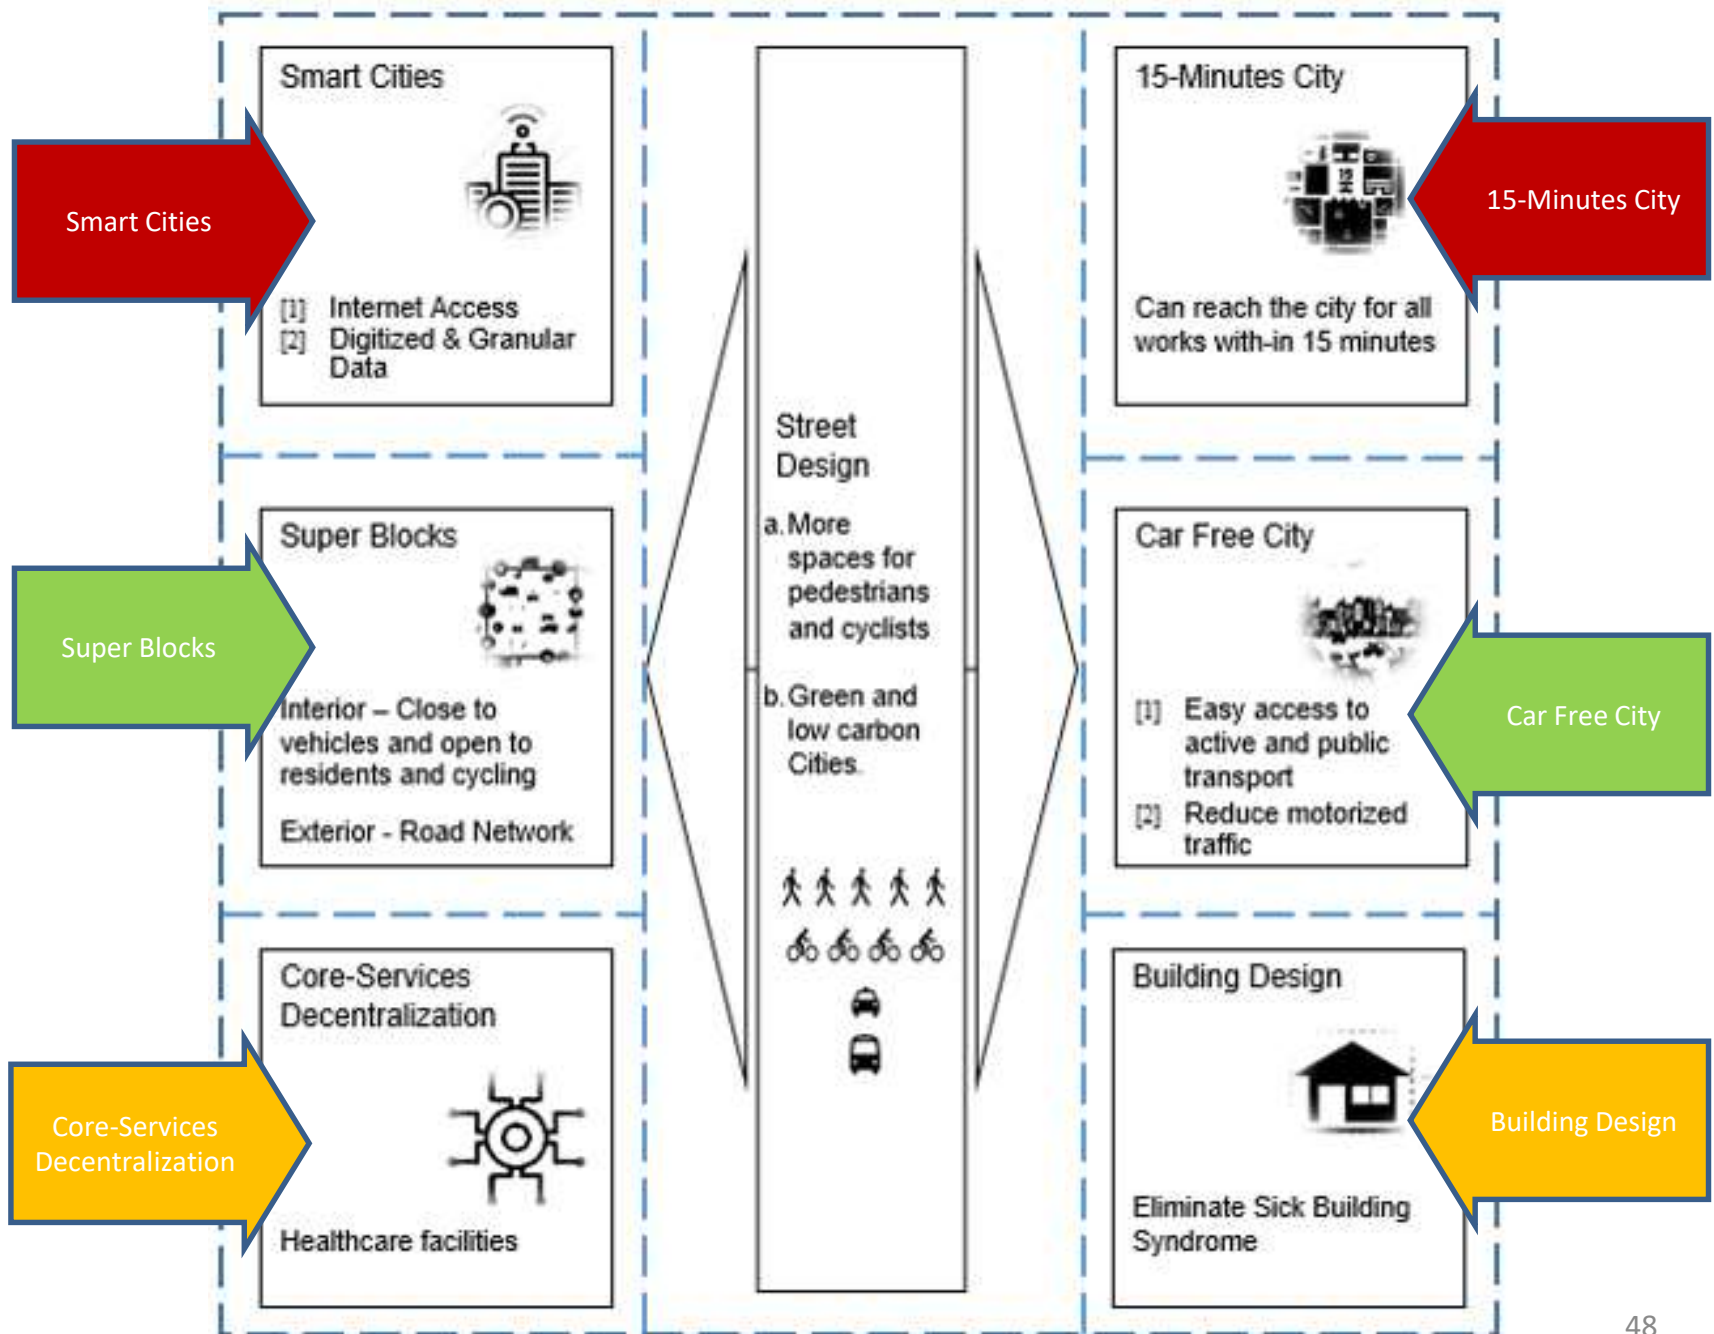 Smart Cities
Smart Cities
[1] Internet Access
[2] Digitized & Granular
Data
Super Blocks
Super Blocks
Interior – Close to
vehicles and open to
residents and cycling
Exterior - Road Network
Core-Services
Decentralization
Core-Services
Decentralization
Healthcare facilities
Street
Design
a. More
spaces for
pedestrians
and cyclists
b. Green and
low carbon
Cities.
15-Minutes City
15
15-Minutes City
Can reach the city for all
works with-in 15 minutes
Car Free City
Car Free City
[1] Easy access to
active and public
transport
[2] Reduce motorized
traffic
Building Design
Building Design
Eliminate Sick Building
Syndrome
48